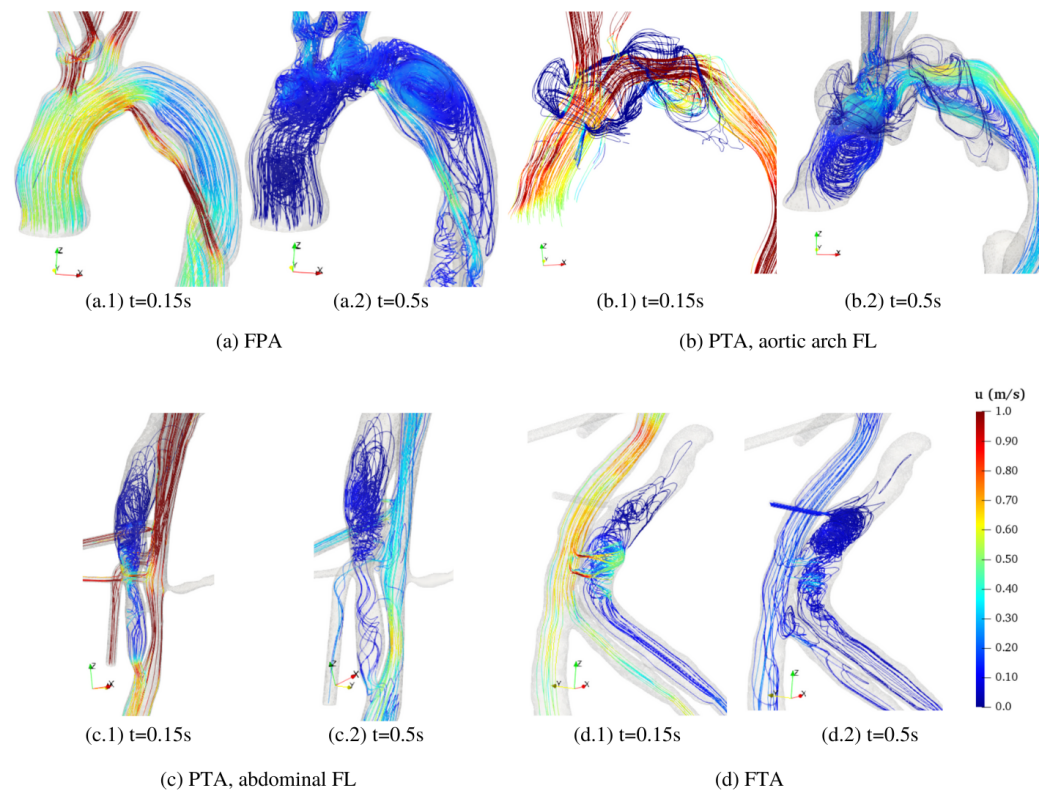 Z
Y
X
Z
Y
X
Z
Y
X
Z
Y
X
(a.1) t=0.15s
(a.2) t=0.5s
(b.1) t=0.15s
(b.2) t=0.5s
(a) FPA
(b) PTA, aortic arch FL
u (m/s)
1.0
0.90
0.80
0.70
0.60
0.50
0.40
0.30
0.20
0.10
0.0
Z
X
Z
X
Y
Z
Y
Z
Y
(c.1) t=0.15s
(c.2) t=0.5s
(d.1) t=0.15s
(d.2) t=0.5s
(c) PTA, abdominal FL
(d) FTA